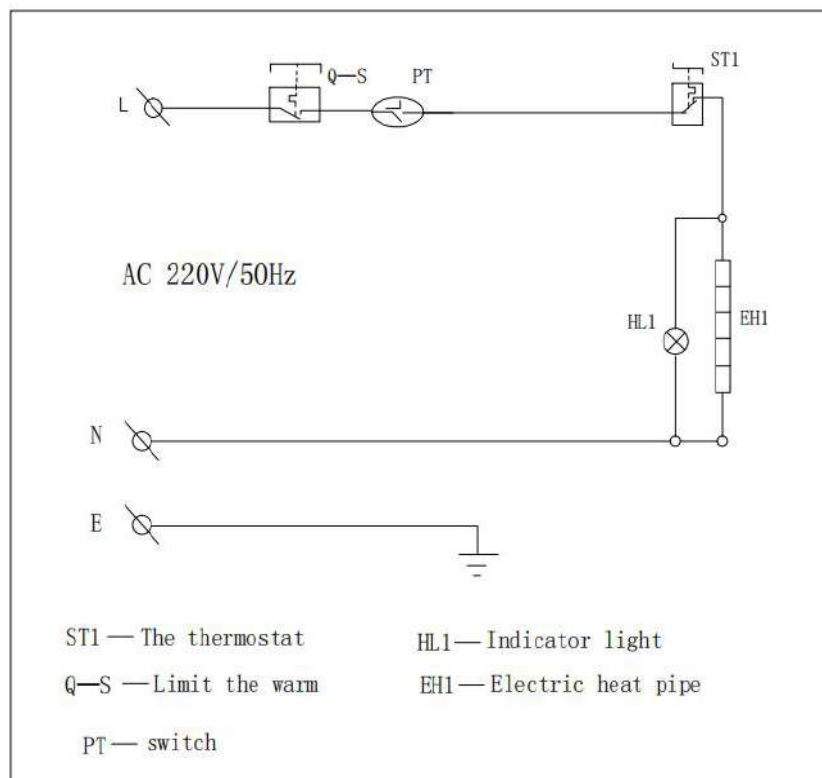 Q—S PT ST1
L
AC 220V/50Hz
HL1 EH1
N
E
ST1 — The thermostat HL1— Indicator light
Q—S — Limit the warm EH1— Electric heat pipe
PT— switch